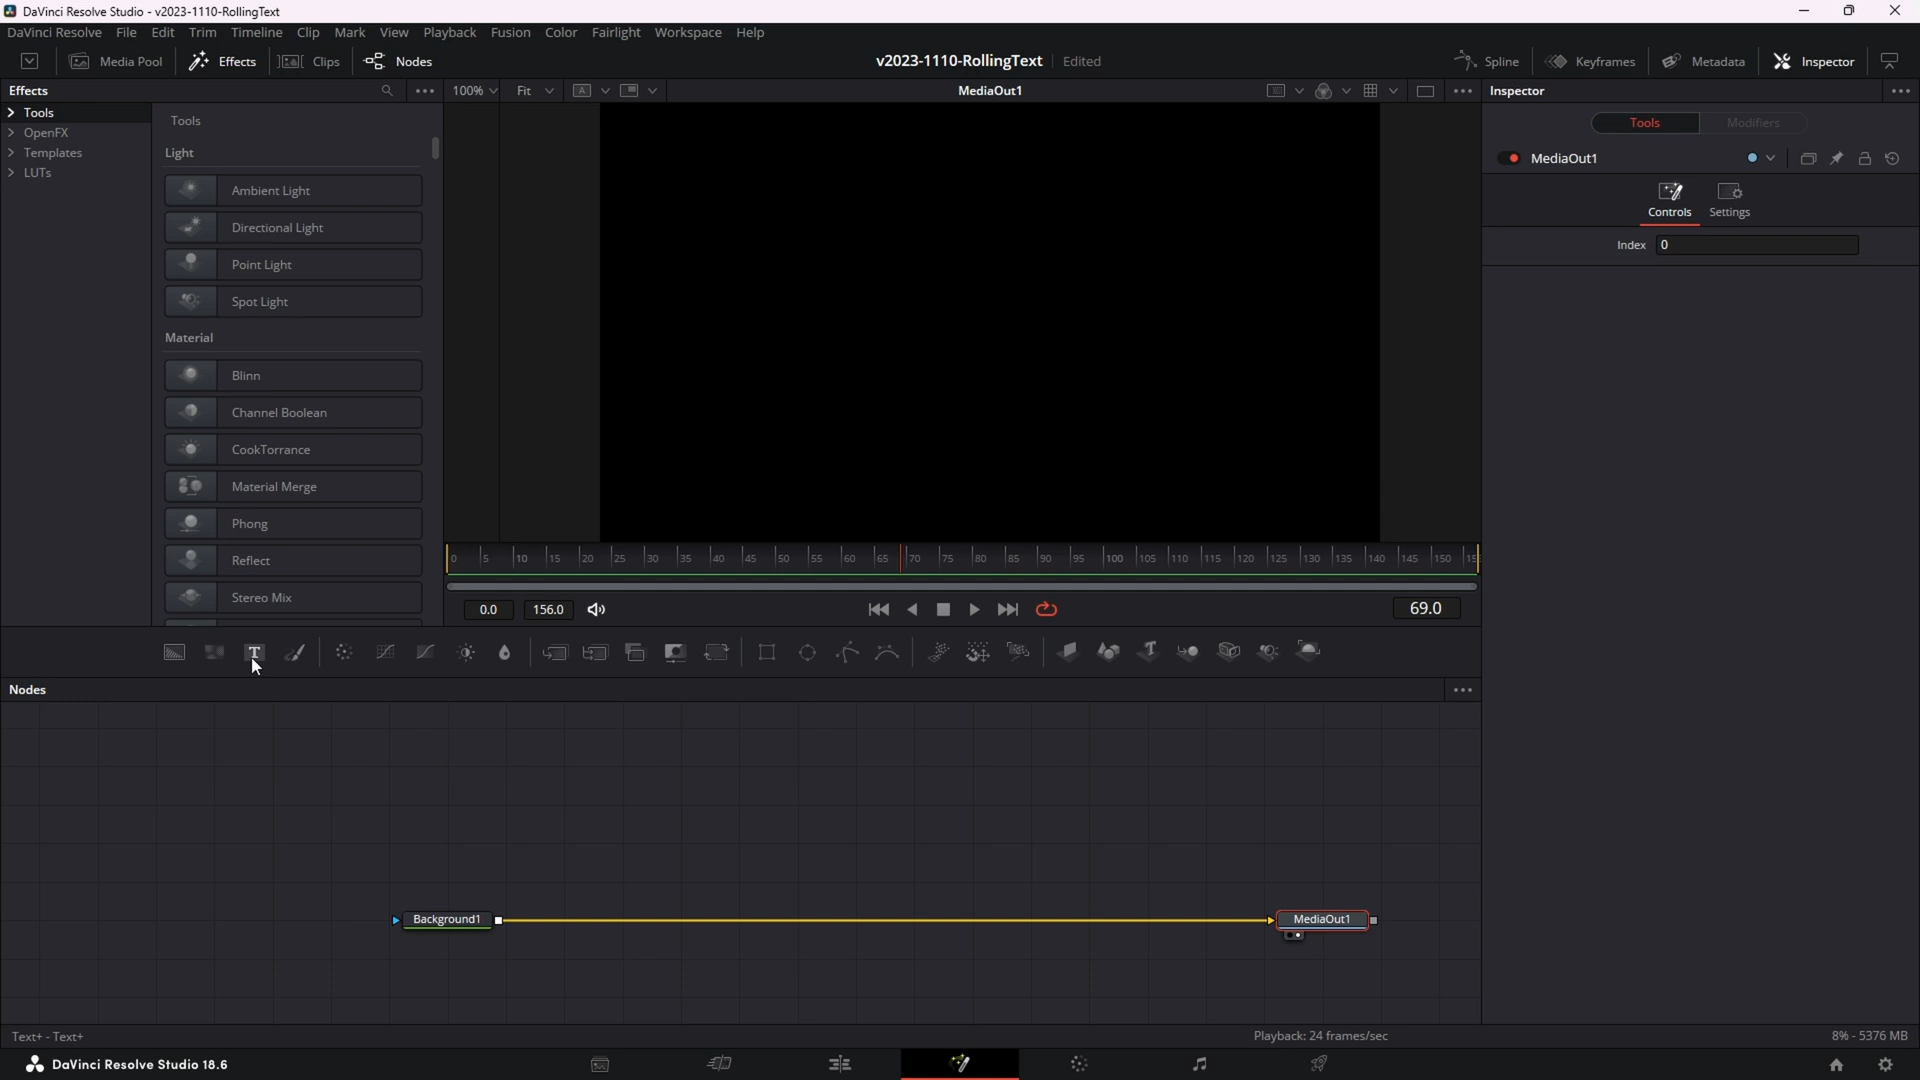 DaVinci Resolve Studio - v2023-1110-RollingText
DaVinci Resolve File Edit Trim Timeline Clip Mark View Playback Fusion Color Fairlight Workspace Help
Media Pool Effects Clips Nodes v2023-1110-RollingText Edited Spline Keyframes Metadata Inspector
Effects 100% Fit A MediaOut1 Inspector
Tools
OpenFX
Templates
LUTs
Tools
Light
Ambient Light
Directional Light
Point Light
Spot Light
Material
Blinn
Channel Boolean
CookTorrance
Material Merge
Phong
Reflect
Stereo Mix
Tools Modifiers
MediaOut1
Controls Settings
Index 0
0 5 10 15 20 25 30 35 40 45 50 55 60 65 70 75 80 85 90 95 100 105 110 115 120 125 130 135 140 145 150
0.0 156.0 69.0
T
Nodes
Background1 MediaOut1
Text+ - Text+ Playback: 24 frames/sec 8% - 5376 MB
DaVinci Resolve Studio 18.6